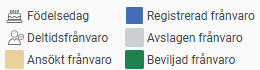 Födelsedag
Registrerad frånvaro
Deltidsfrånvaro
Avslagen frånvaro
Ansökt frånvaro
Beviljad frånvaro